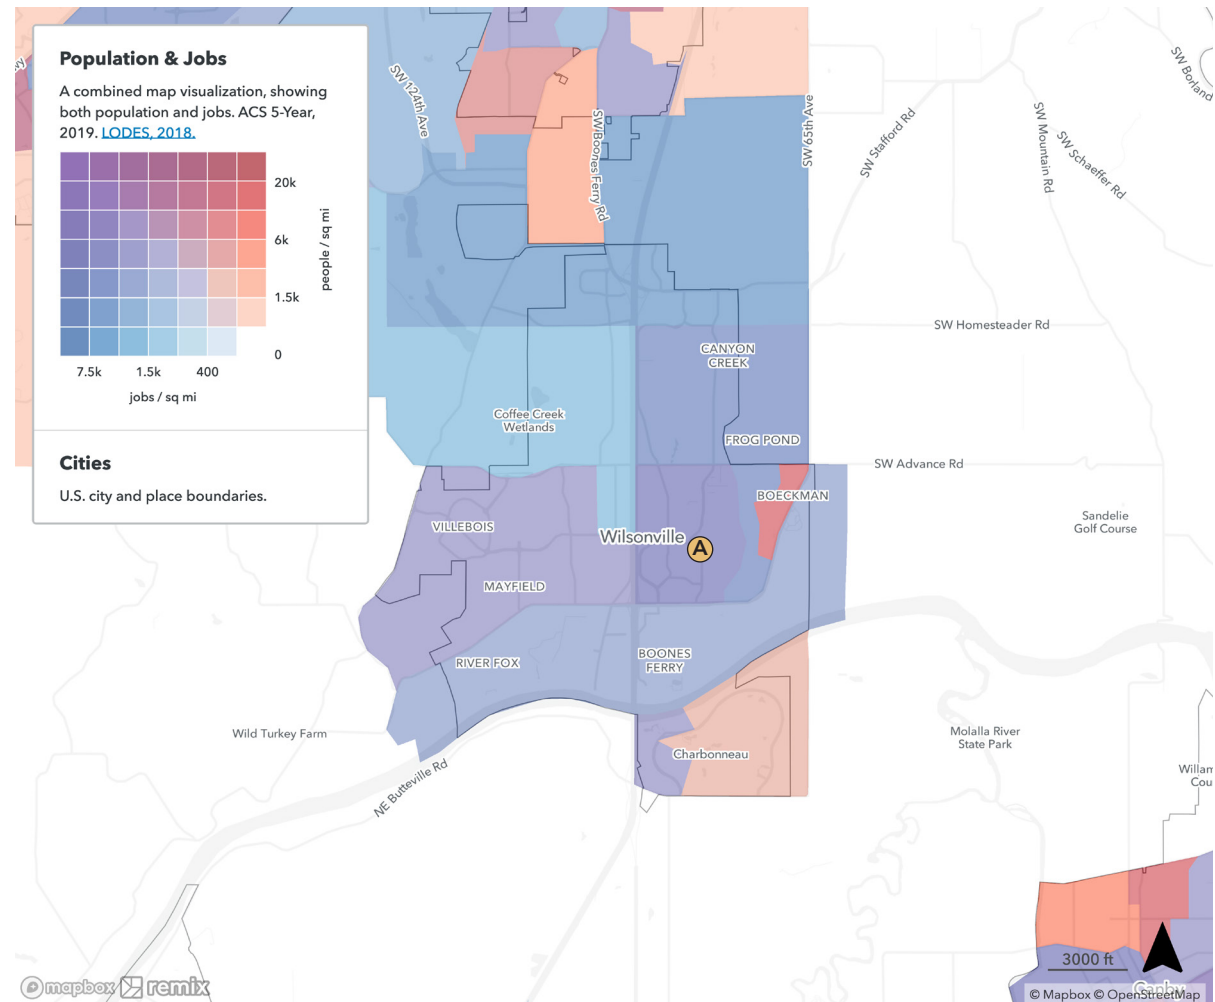 Population & Jobs
A combined map visualization, showing
both population and jobs. ACS 5-Year,
2019. LODES, 2018.
20k
6k
1.5k
0
people / sq mi
7.5k 1.5k 400
jobs / sq mi
Cities
U.S. city and place boundaries.
SW 124th Ave
SW Boones Ferry Rd
SW 65th Ave
SW Stafford Rd
SW Mountain Rd
SW Schaeffer Rd
SW Borland
SW Homesteader Rd
CANYON
CREEK
Coffee Creek
Wetlands
FROG POND
SW Advance Rd
BOECKMAN
VILLEBOIS
Wilsonville
A
Sandelie
Golf Course
MAYFIELD
RIVER FOX
BOONES
FERRY
Wild Turkey Farm
Charbonneau
Molalla River
State Park
Willam
Cou
NE Butteville Rd
3000 ft
Canby
mapbox remix
© Mapbox © OpenStreetMap